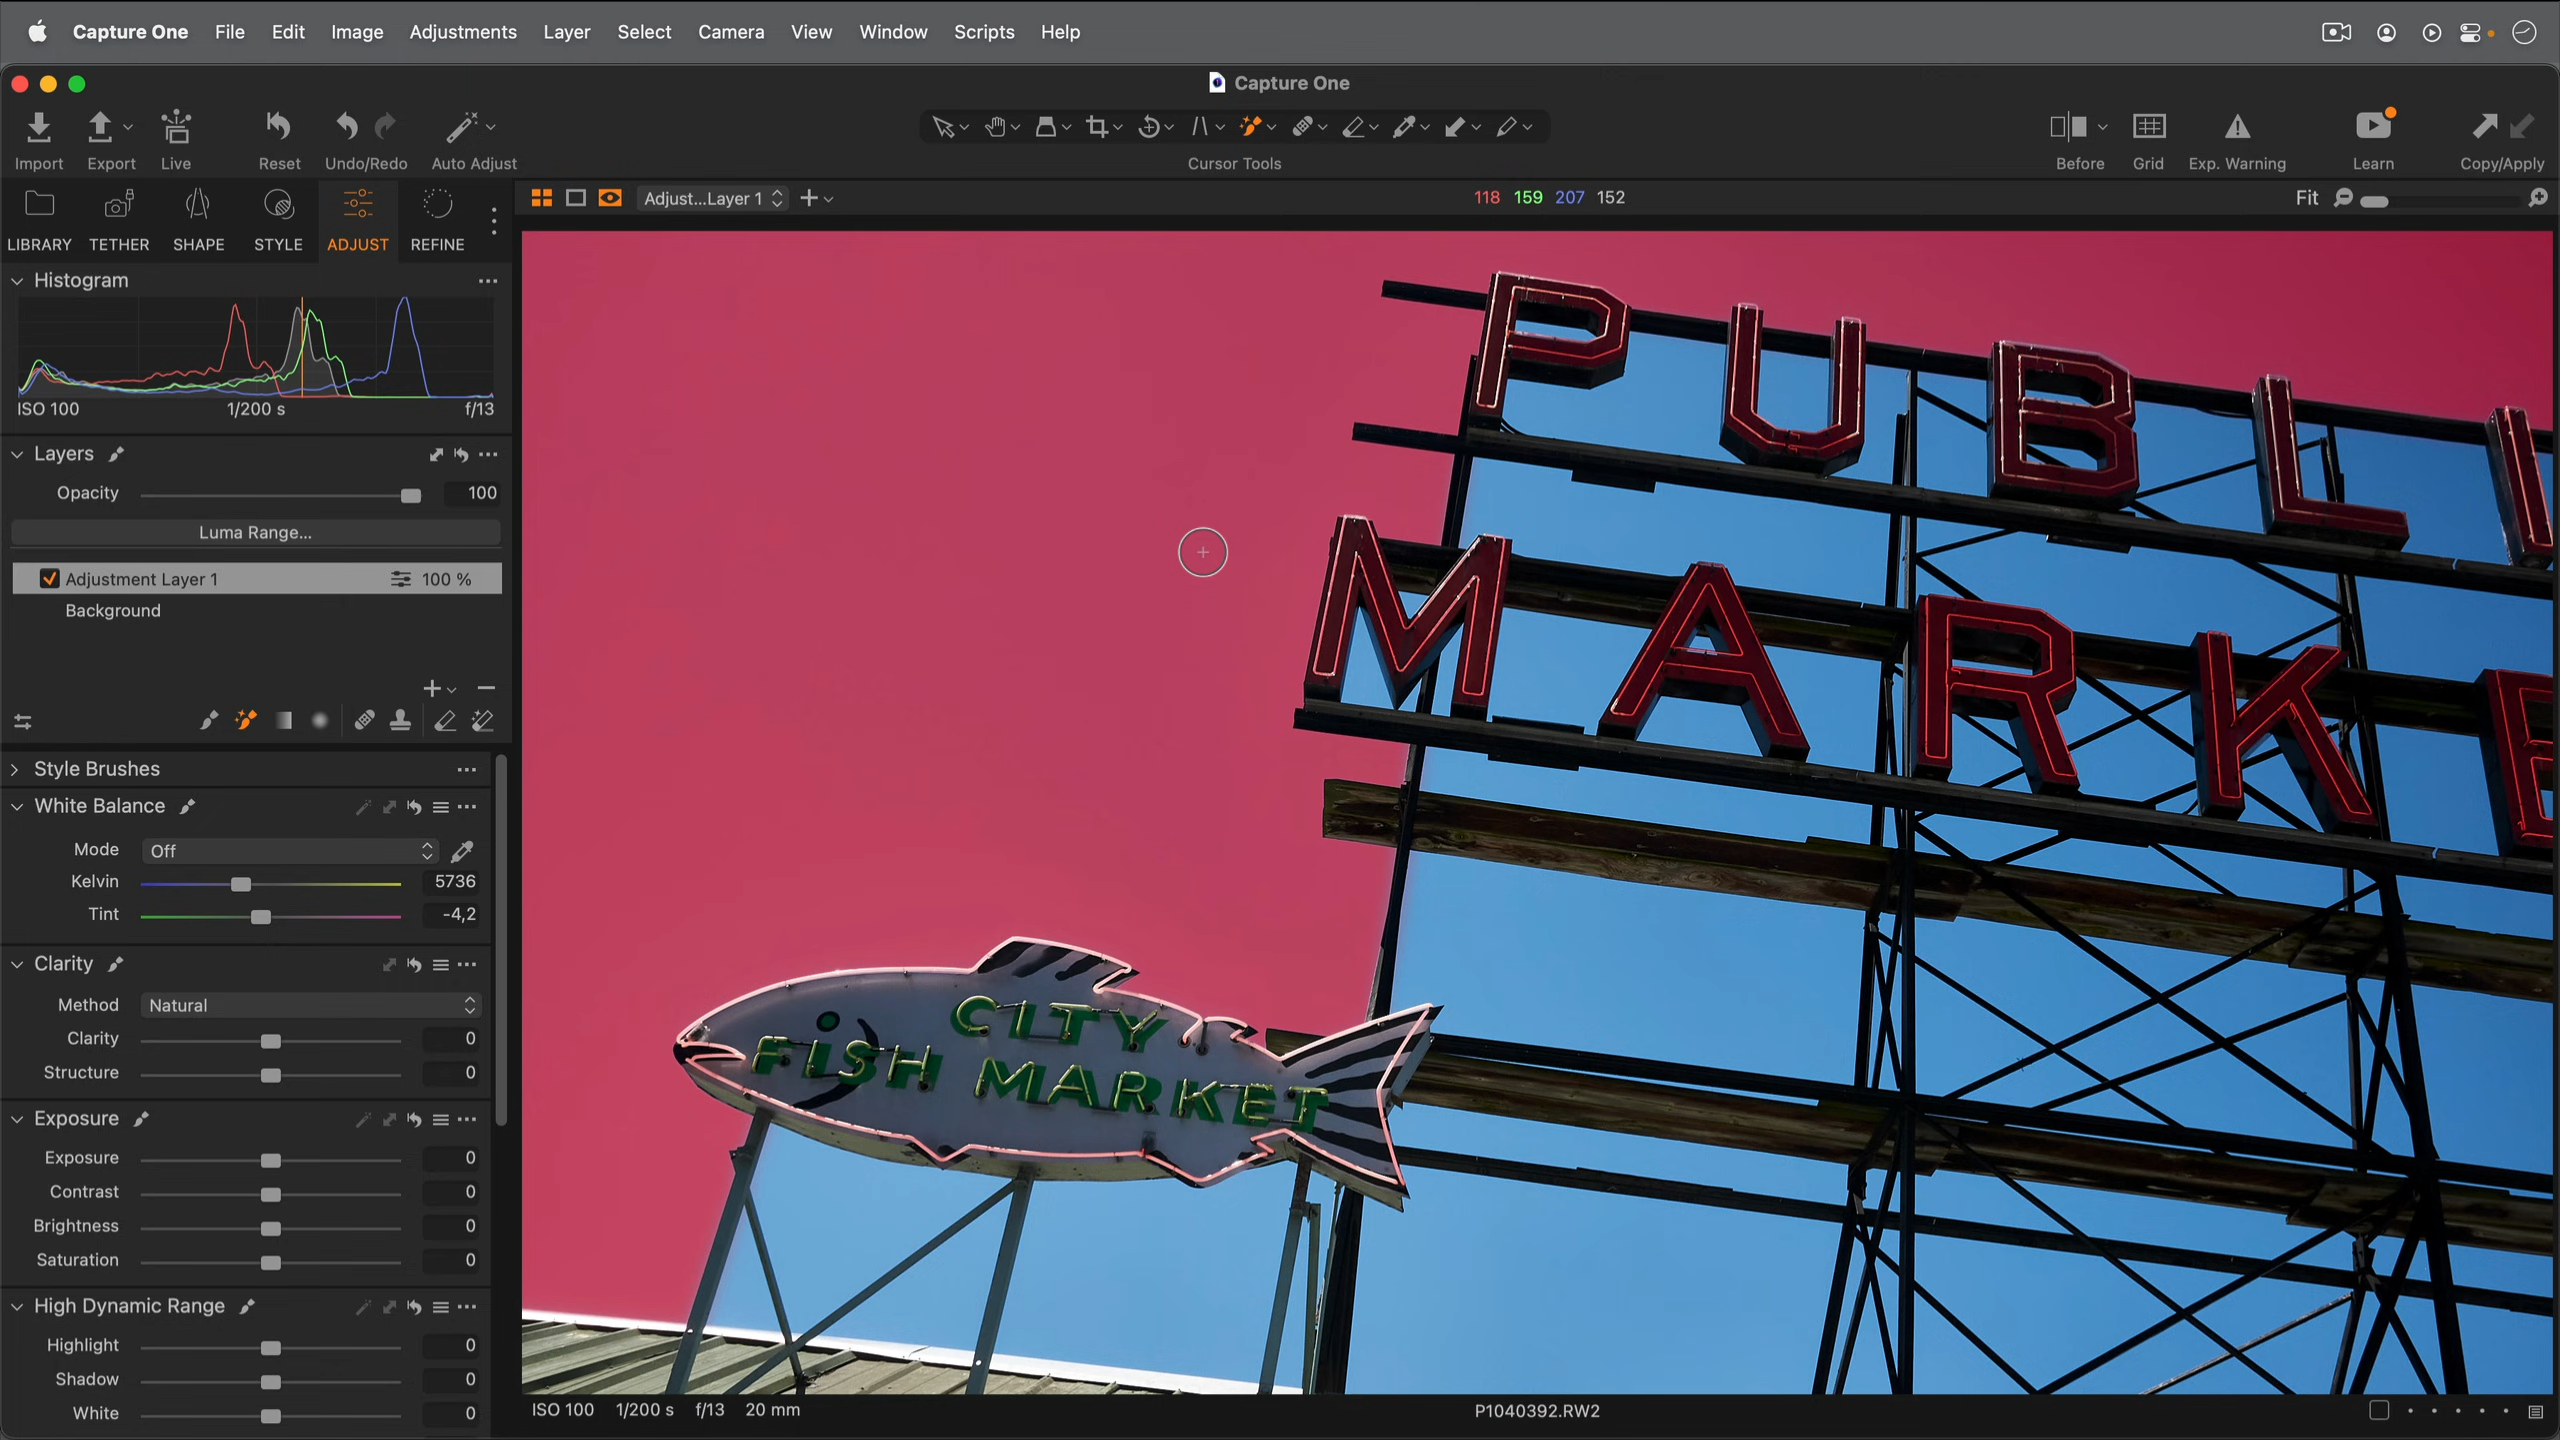 Capture One File Edit Image Adjustments Layer Select Camera View Window Scripts Help
Capture One
Import Export Live Reset Undo/Redo Auto Adjust Cursor Tools Before Grid Exp. Warning Learn Copy/Apply
LIBRARY TETHER SHAPE STYLE ADJUST REFINE
Adjust...Layer 1
118 159 207 152
Fit
Histogram
ISO 100 1/200 s f/13
Layers
Opacity 100
Luma Range...
Adjustment Layer 1 100 %
Background
Style Brushes
White Balance
Mode Off
Kelvin 5736
Tint -4,2
Clarity
Method Natural
Clarity 0
Structure 0
Exposure
Exposure 0
Contrast 0
Brightness 0
Saturation 0
High Dynamic Range
Highlight 0
Shadow 0
White 0
PUBLI
MARKE
CITY
FISH MARKET
ISO 100 1/200 s f/13 20 mm
P1040392.RW2